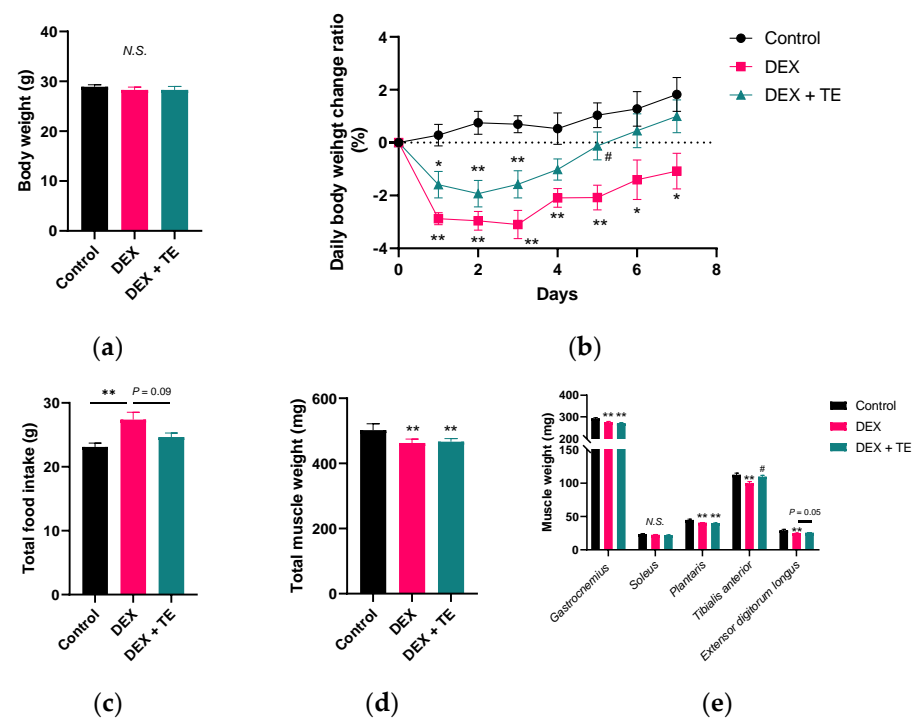 N.S.
Body weight (g)
40
30
20
10
0
Control
DEX
DEX + TE
(a)
Daily body weihgt change ratio
(%)
4
2
0
-2
-4
0
2
4
6
8
Days
*
**
**
#
**
**
**
**
**
*
*
Control
DEX
DEX + TE
(b)
Total food intake (g)
30
20
10
0
**
P = 0.09
Control
DEX
DEX + TE
(c)
Total muscle weight (mg)
600
400
200
0
**
**
Control
DEX
DEX + TE
(d)
Muscle weight (mg)
400
300
200
150
100
50
0
** **
N.S.
** **
**
#
P = 0.05
**
Gastrocnemius
Soleus
Plantaris
Tibialis anterior
Extensor digitorum longus
Control
DEX
DEX + TE
(e)